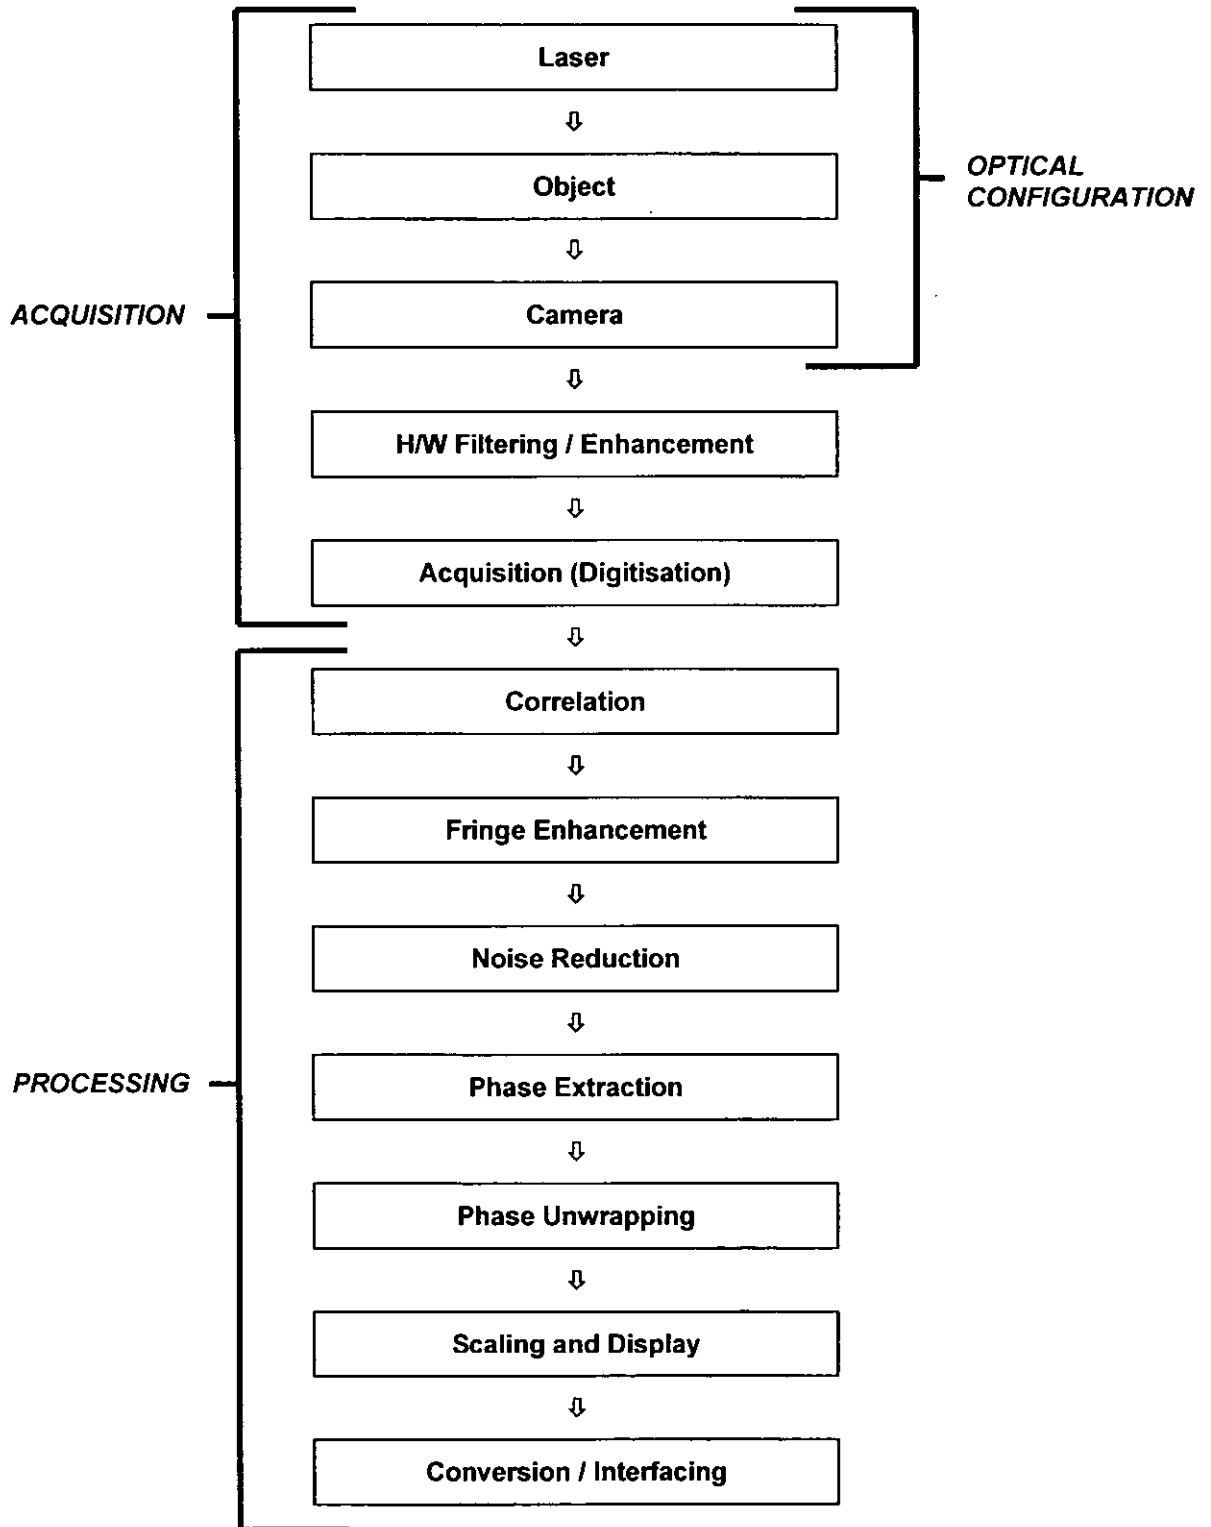 Laser
Object
OPTICAL
CONFIGURATION
Camera
ACQUISITION
H/W Filtering / Enhancement
Acquisition (Digitisation)
Correlation
Fringe Enhancement
Noise Reduction
Phase Extraction
PROCESSING
Phase Unwrapping
Scaling and Display
Conversion / Interfacing